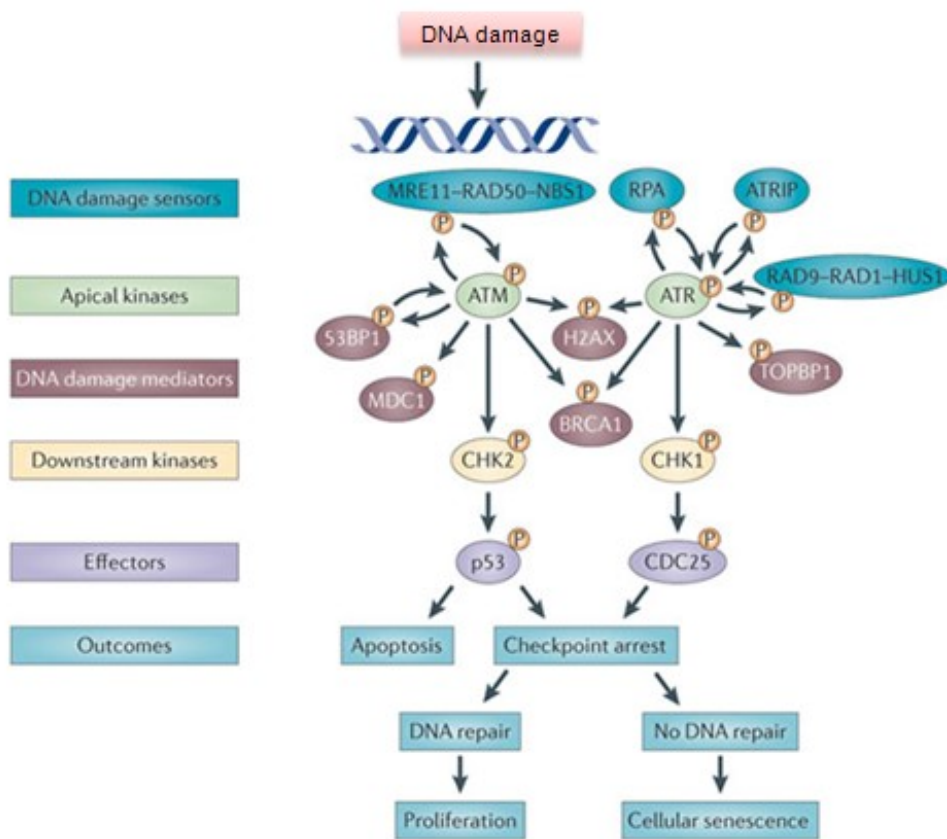 DNA damage
DNA damage sensors
MRE11–RAD50–NBS1
RPA
ATRIP
P
P
P
RAD9–RAD1–HUS1
Apical kinases
ATM
P
ATR
P
P
53BP1
P
H2AX
P
DNA damage mediators
MDC1
P
BRCA1
P
TOPBP1
P
Downstream kinases
CHK2
P
CHK1
P
Effectors
p53
P
CDC25
P
Outcomes
Apoptosis
Checkpoint arrest
DNA repair
No DNA repair
Proliferation
Cellular senescence